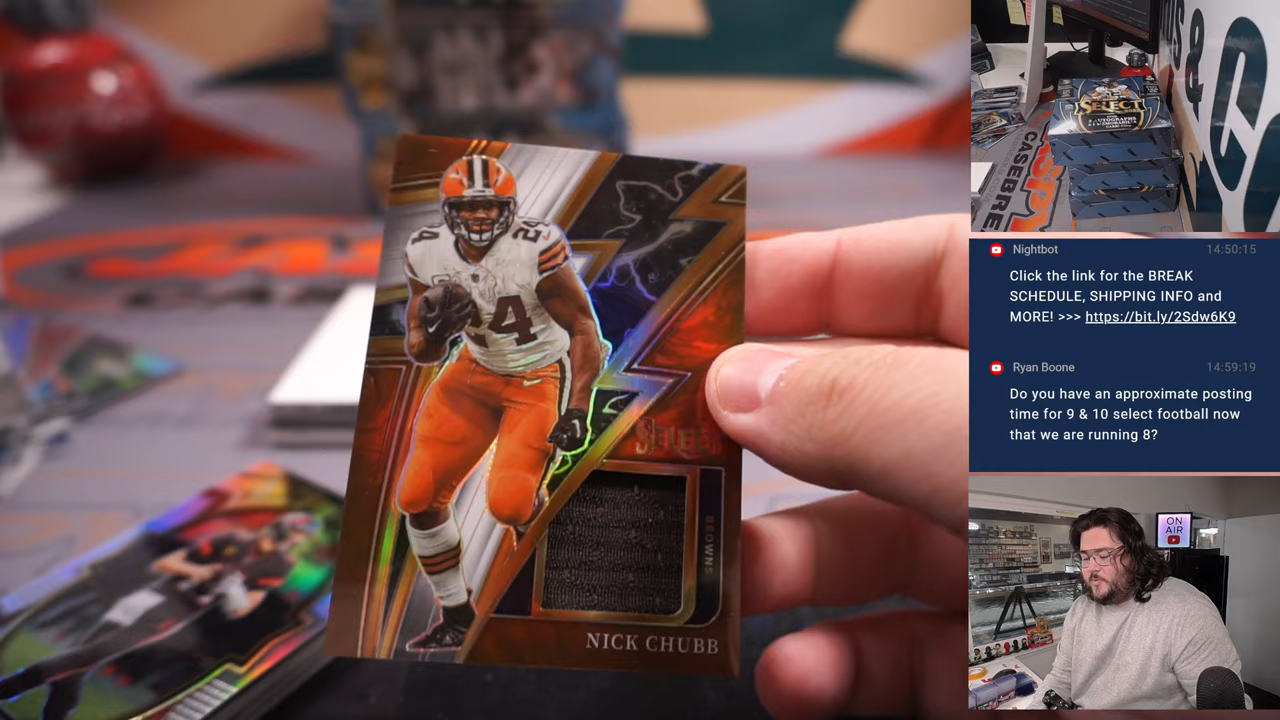 24
24
24
SELECT
BROWNS
NICK CHUBB
SELECT
CASEBRE
&
Nightbot 14:50:15
Click the link for the BREAK
SCHEDULE, SHIPPING INFO and
MORE! >>> https://bit.ly/2Sdw6K9
Ryan Boone 14:59:19
Do you have an approximate posting
time for 9 & 10 select football now
that we are running 8?
ON
AIR